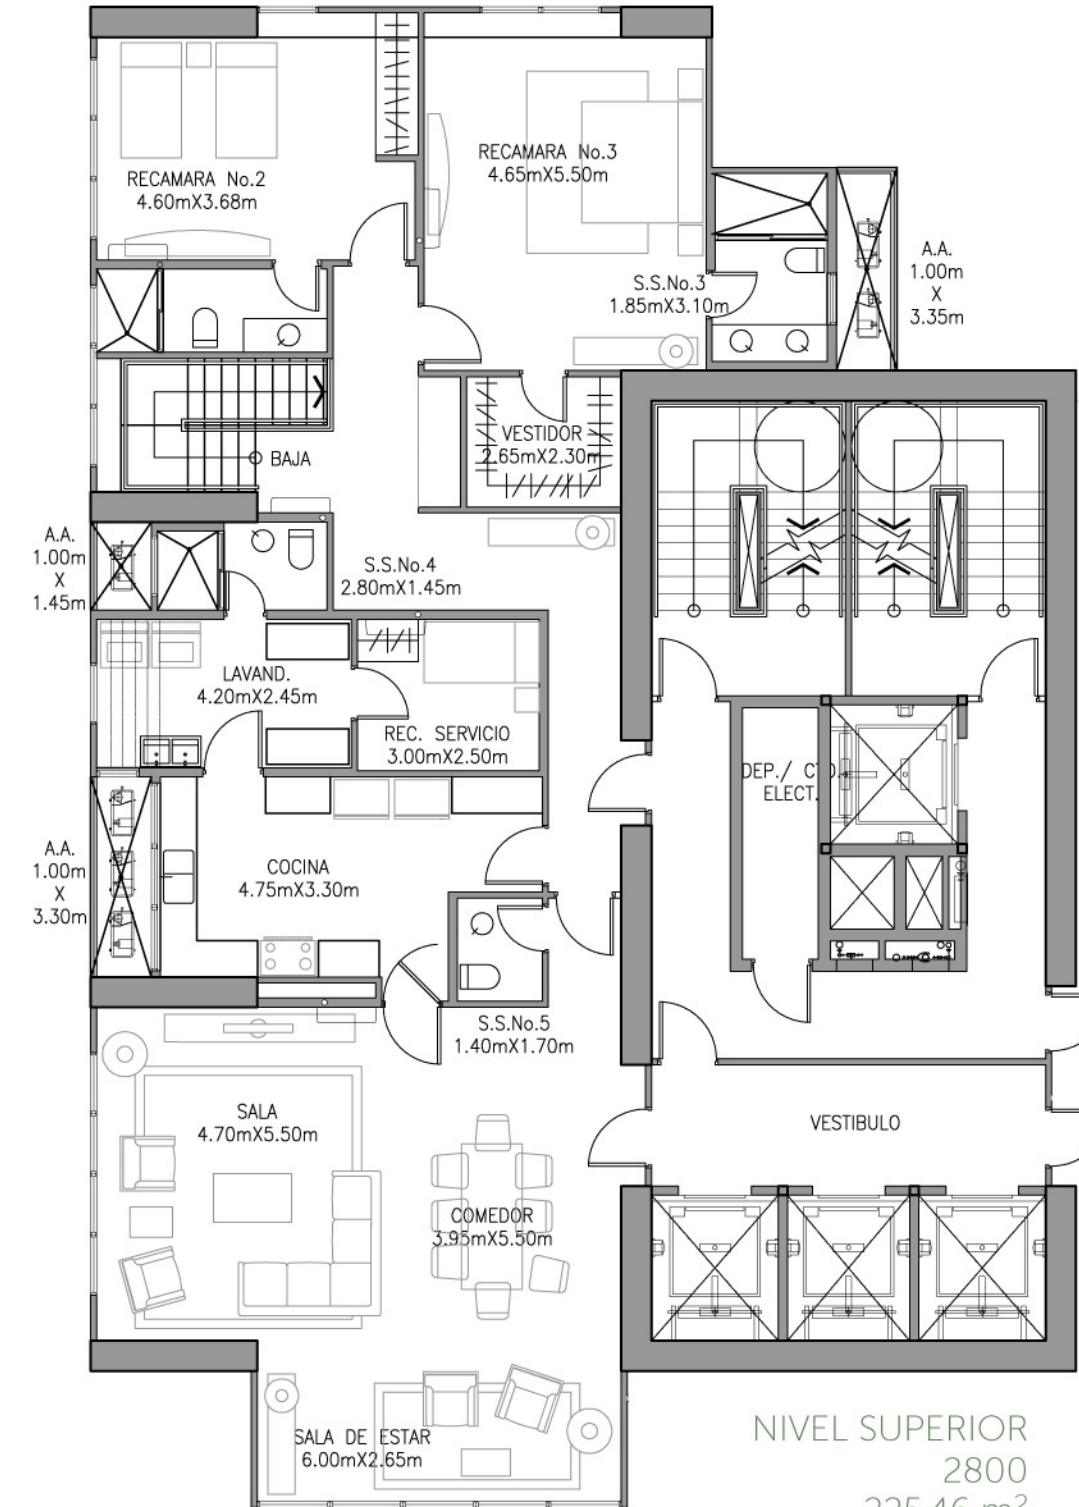 RECAMARA No.2
4.60mX3.68m
RECAMARA No.3
4.65mX5.50m
S.S.No.3
1.85mX3.10m
A.A.
1.00m
X
3.35m
VESTIDOR
2.65mX2.30m
BAJA
A.A.
1.00m
X
1.45m
S.S.No.4
2.80mX1.45m
LAVAND.
4.20mX2.45m
REC. SERVICIO
3.00mX2.50m
DEP./ CTO.
ELECT.
A.A.
1.00m
X
3.30m
COCINA
4.75mX3.30m
S.S.No.5
1.40mX1.70m
SALA
4.70mX5.50m
VESTIBULO
COMEDOR
3.95mX5.50m
SALA DE ESTAR
6.00mX2.65m
NIVEL SUPERIOR
2800